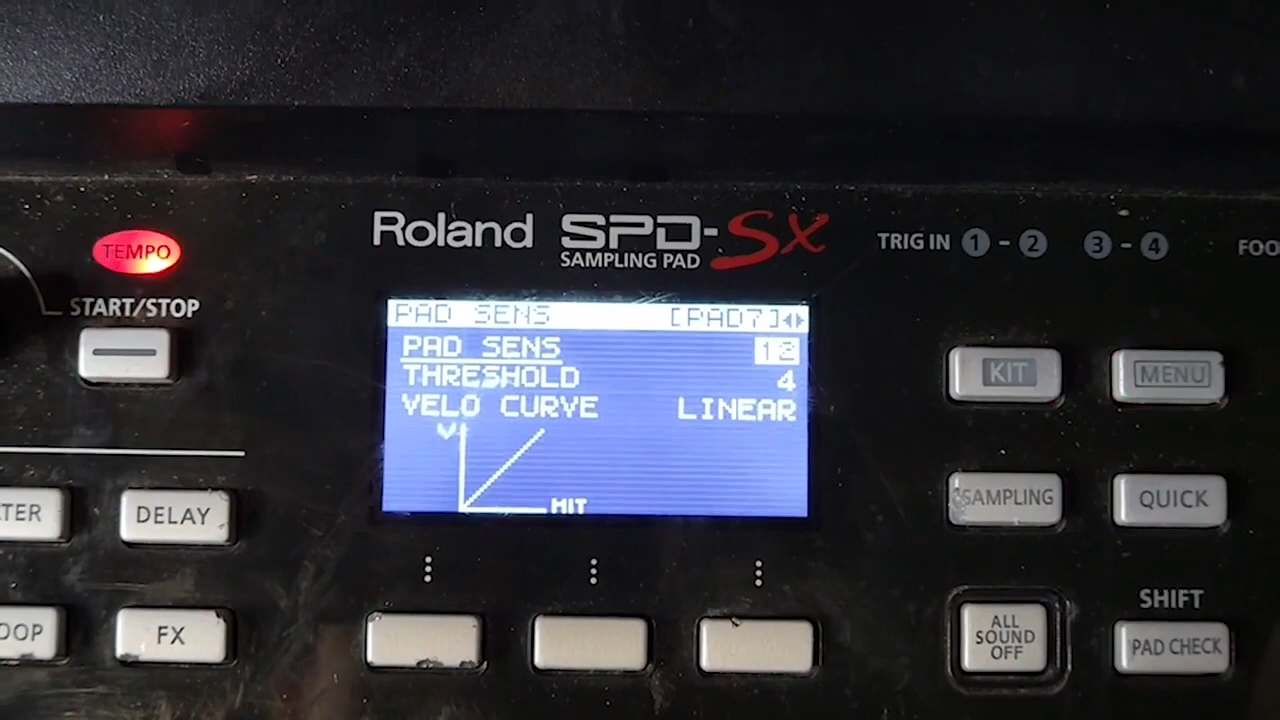 Roland SPD-SX
SAMPLING PAD
TRIG IN 1 - 2 3 - 4
FOO
TEMPO
START/STOP
PAD SENS [PAD7]
PAD SENS 12
THRESHOLD 4
VELO CURVE LINEAR
V
HIT
KIT
MENU
TER
DELAY
SAMPLING
QUICK
OOP
FX
ALL
SOUND
OFF
SHIFT
PAD CHECK